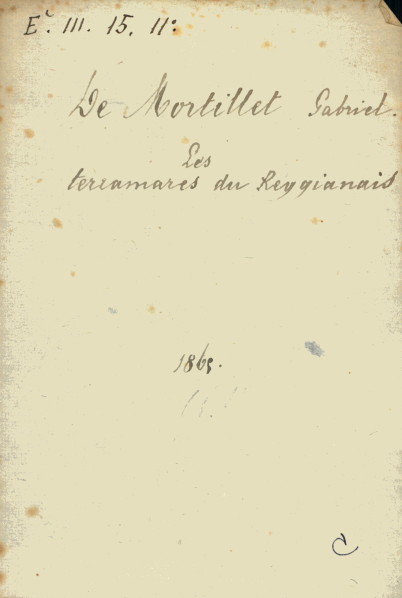 E^c. III. 15. 11:
De Mortillet Gabriel.
Les
terramares du Reggianais
1865.
C